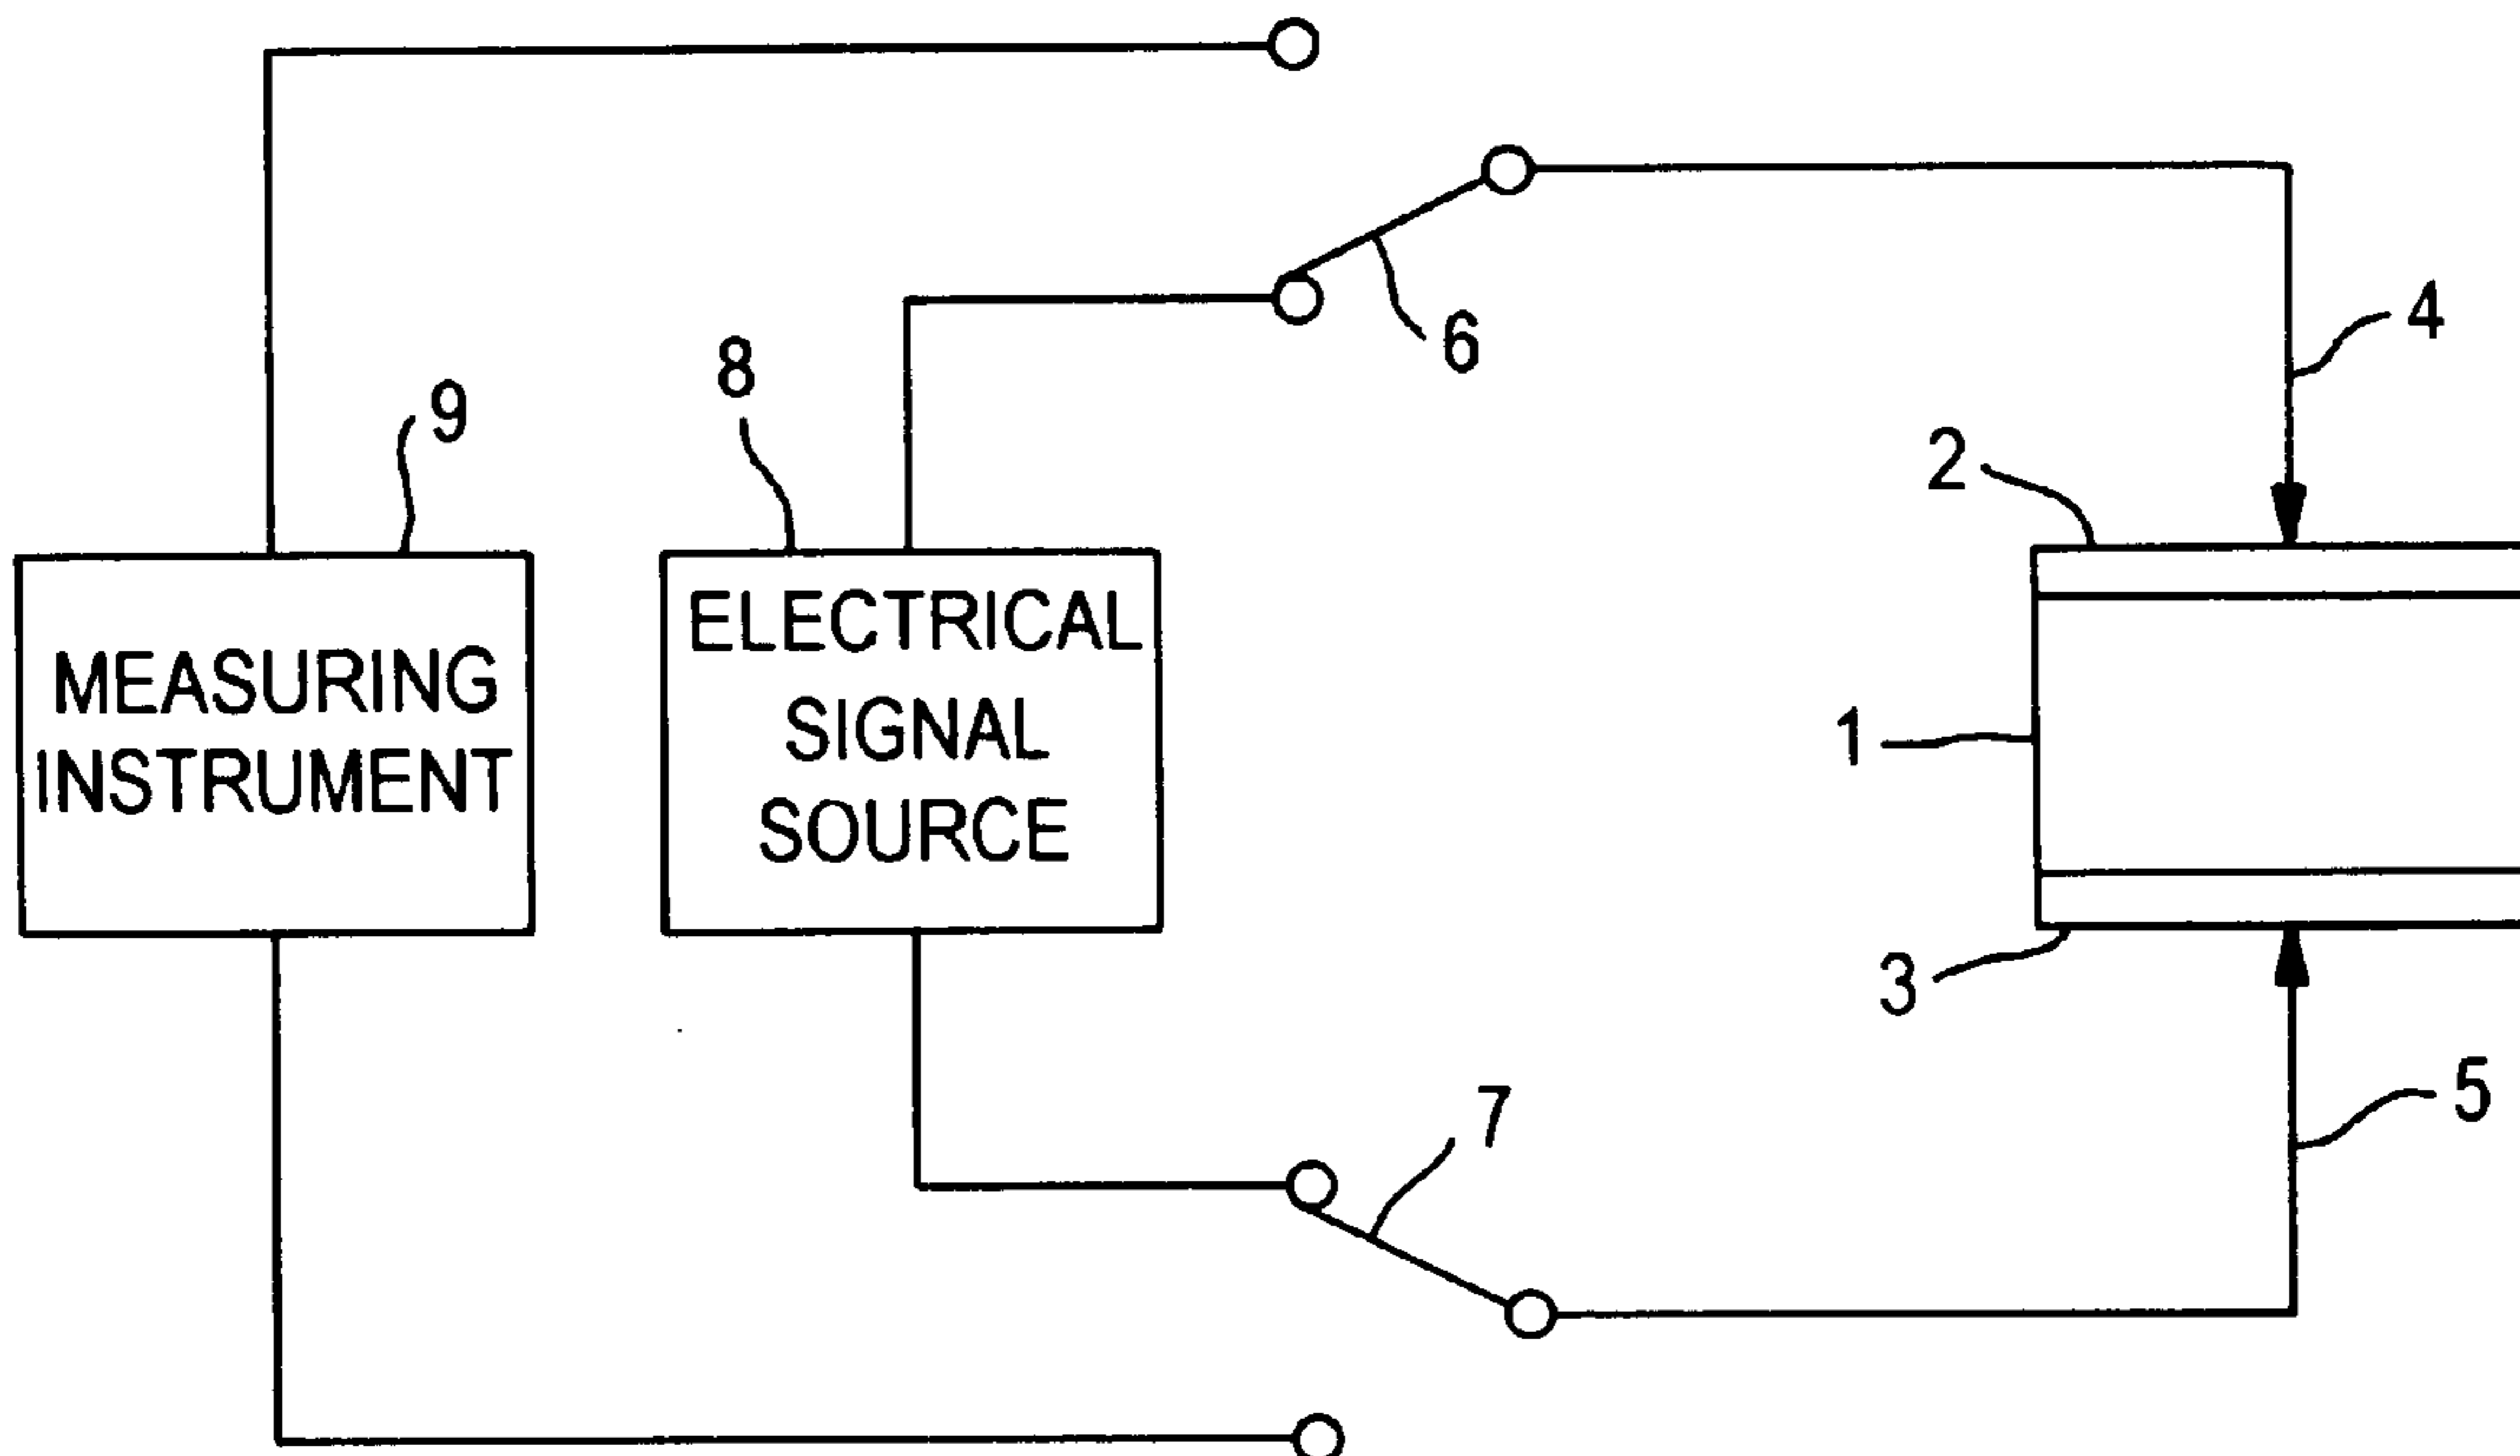 6
4
8
9
2
ELECTRICAL
SIGNAL
SOURCE
MEASURING
INSTRUMENT
1
3
5
7